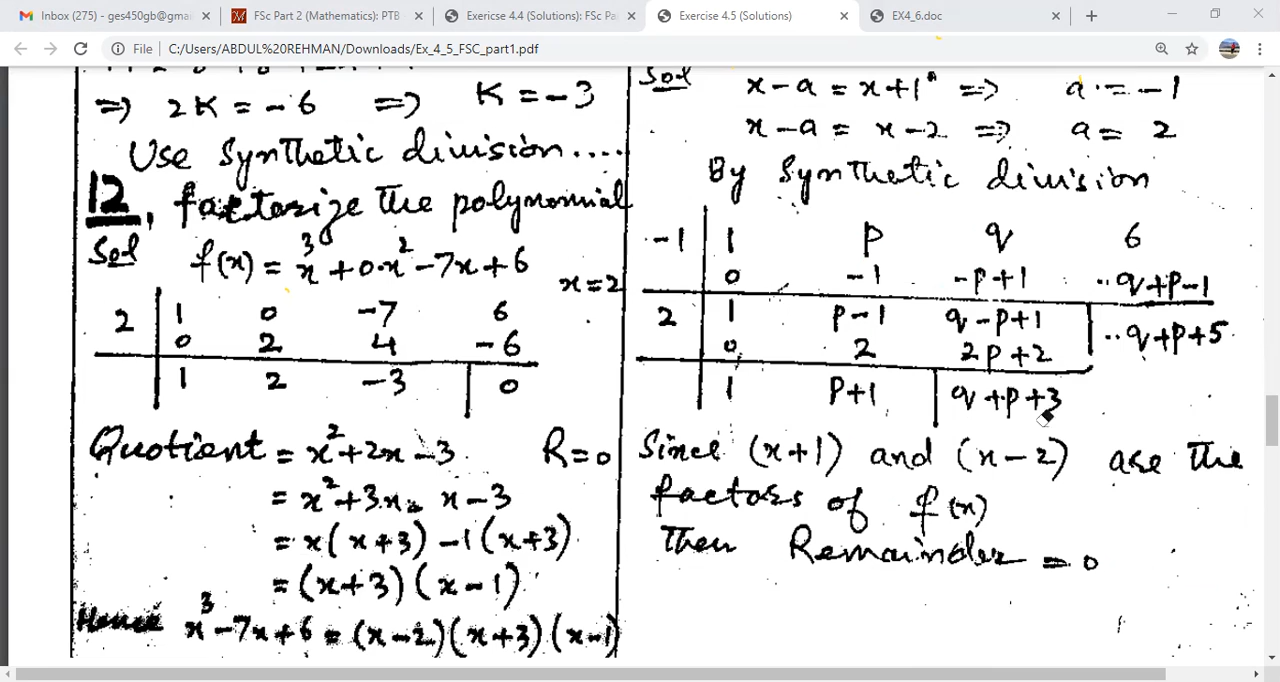 Inbox (275) - ges450gb@gmai
FSc Part 2 (Mathematics): PTB
Exericse 4.4 (Solutions): FSc Pa
Exercise 4.5 (Solutions)
EX4_6.doc
File C:/Users/ABDUL%20REHMAN/Downloads/Ex_4_5_FSC_part1.pdf
=> 2K = -6 => K = -3
Use Synthetic division.....
12, factorize the polynomial
Sol f(x) = x³ + 0·x² - 7x + 6
x = 2
2 | 1 0 -7 6
0 2 4 -6
1 2 -3 | 0
Quotient = x² + 2x - 3 R = 0
= x² + 3x - x - 3
= x(x+3) - 1(x+3)
= (x+3)(x-1)
Hence x³ - 7x + 6 = (x-2)(x+3)(x-1)
Sol x - a = x + 1 => a = -1
x - a = x - 2 => a = 2
By Synthetic division
-1 | 1 p q 6
0 -1 -p+1 -q+p-1
2 | 1 p-1 q-p+1 | -q+p+5
0 2 2p+2
1 p+1 | q+p+3
Since (x+1) and (x-2) are the
factors of f(x)
Then Remainder = 0